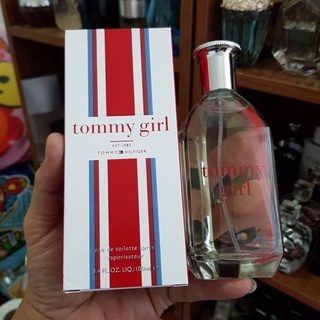 tommy girl
EST. 1985
TOMMY HILFIGER
eau de toilette spray
vaporisateur
3.4 FL. OZ. LIQ./100ml
tommy
girl